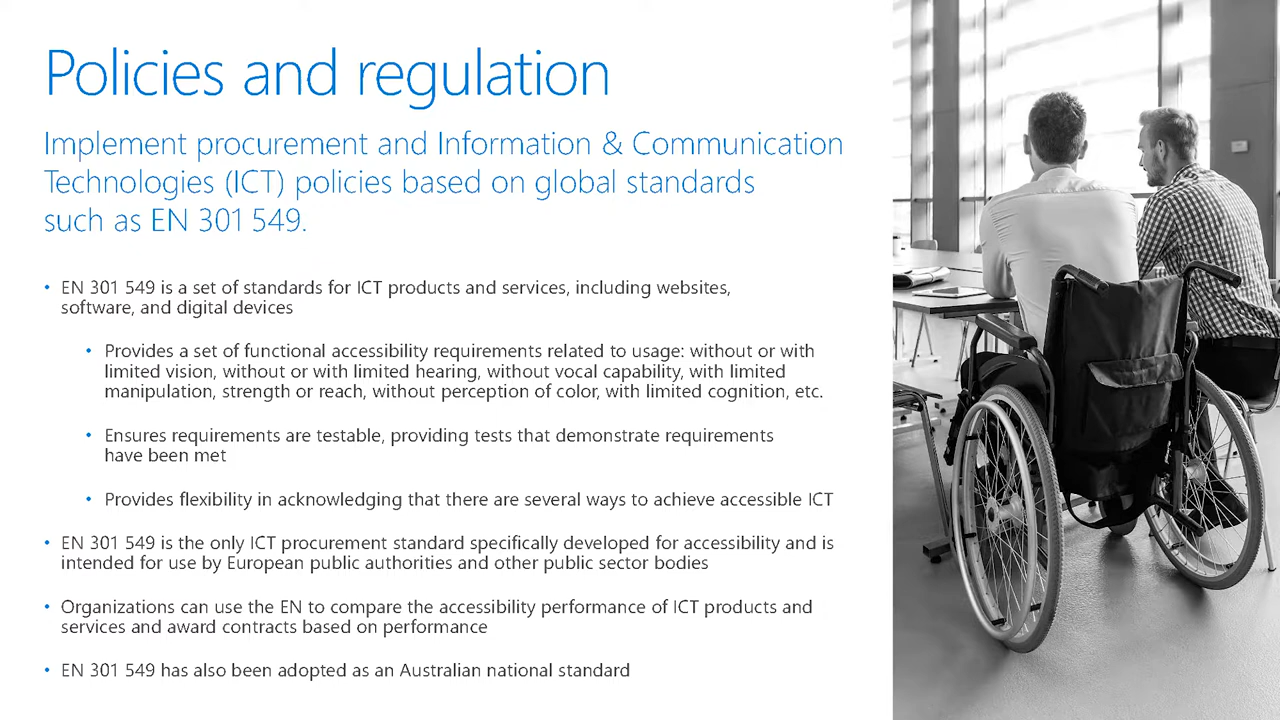 Policies and regulation
Implement procurement and Information & Communication
Technologies (ICT) policies based on global standards
such as EN 301 549.
• EN 301 549 is a set of standards for ICT products and services, including websites,
software, and digital devices
• Provides a set of functional accessibility requirements related to usage: without or with
limited vision, without or with limited hearing, without vocal capability, with limited
manipulation, strength or reach, without perception of color, with limited cognition, etc.
• Ensures requirements are testable, providing tests that demonstrate requirements
have been met
• Provides flexibility in acknowledging that there are several ways to achieve accessible ICT
• EN 301 549 is the only ICT procurement standard specifically developed for accessibility and is
intended for use by European public authorities and other public sector bodies
• Organizations can use the EN to compare the accessibility performance of ICT products and
services and award contracts based on performance
• EN 301 549 has also been adopted as an Australian national standard